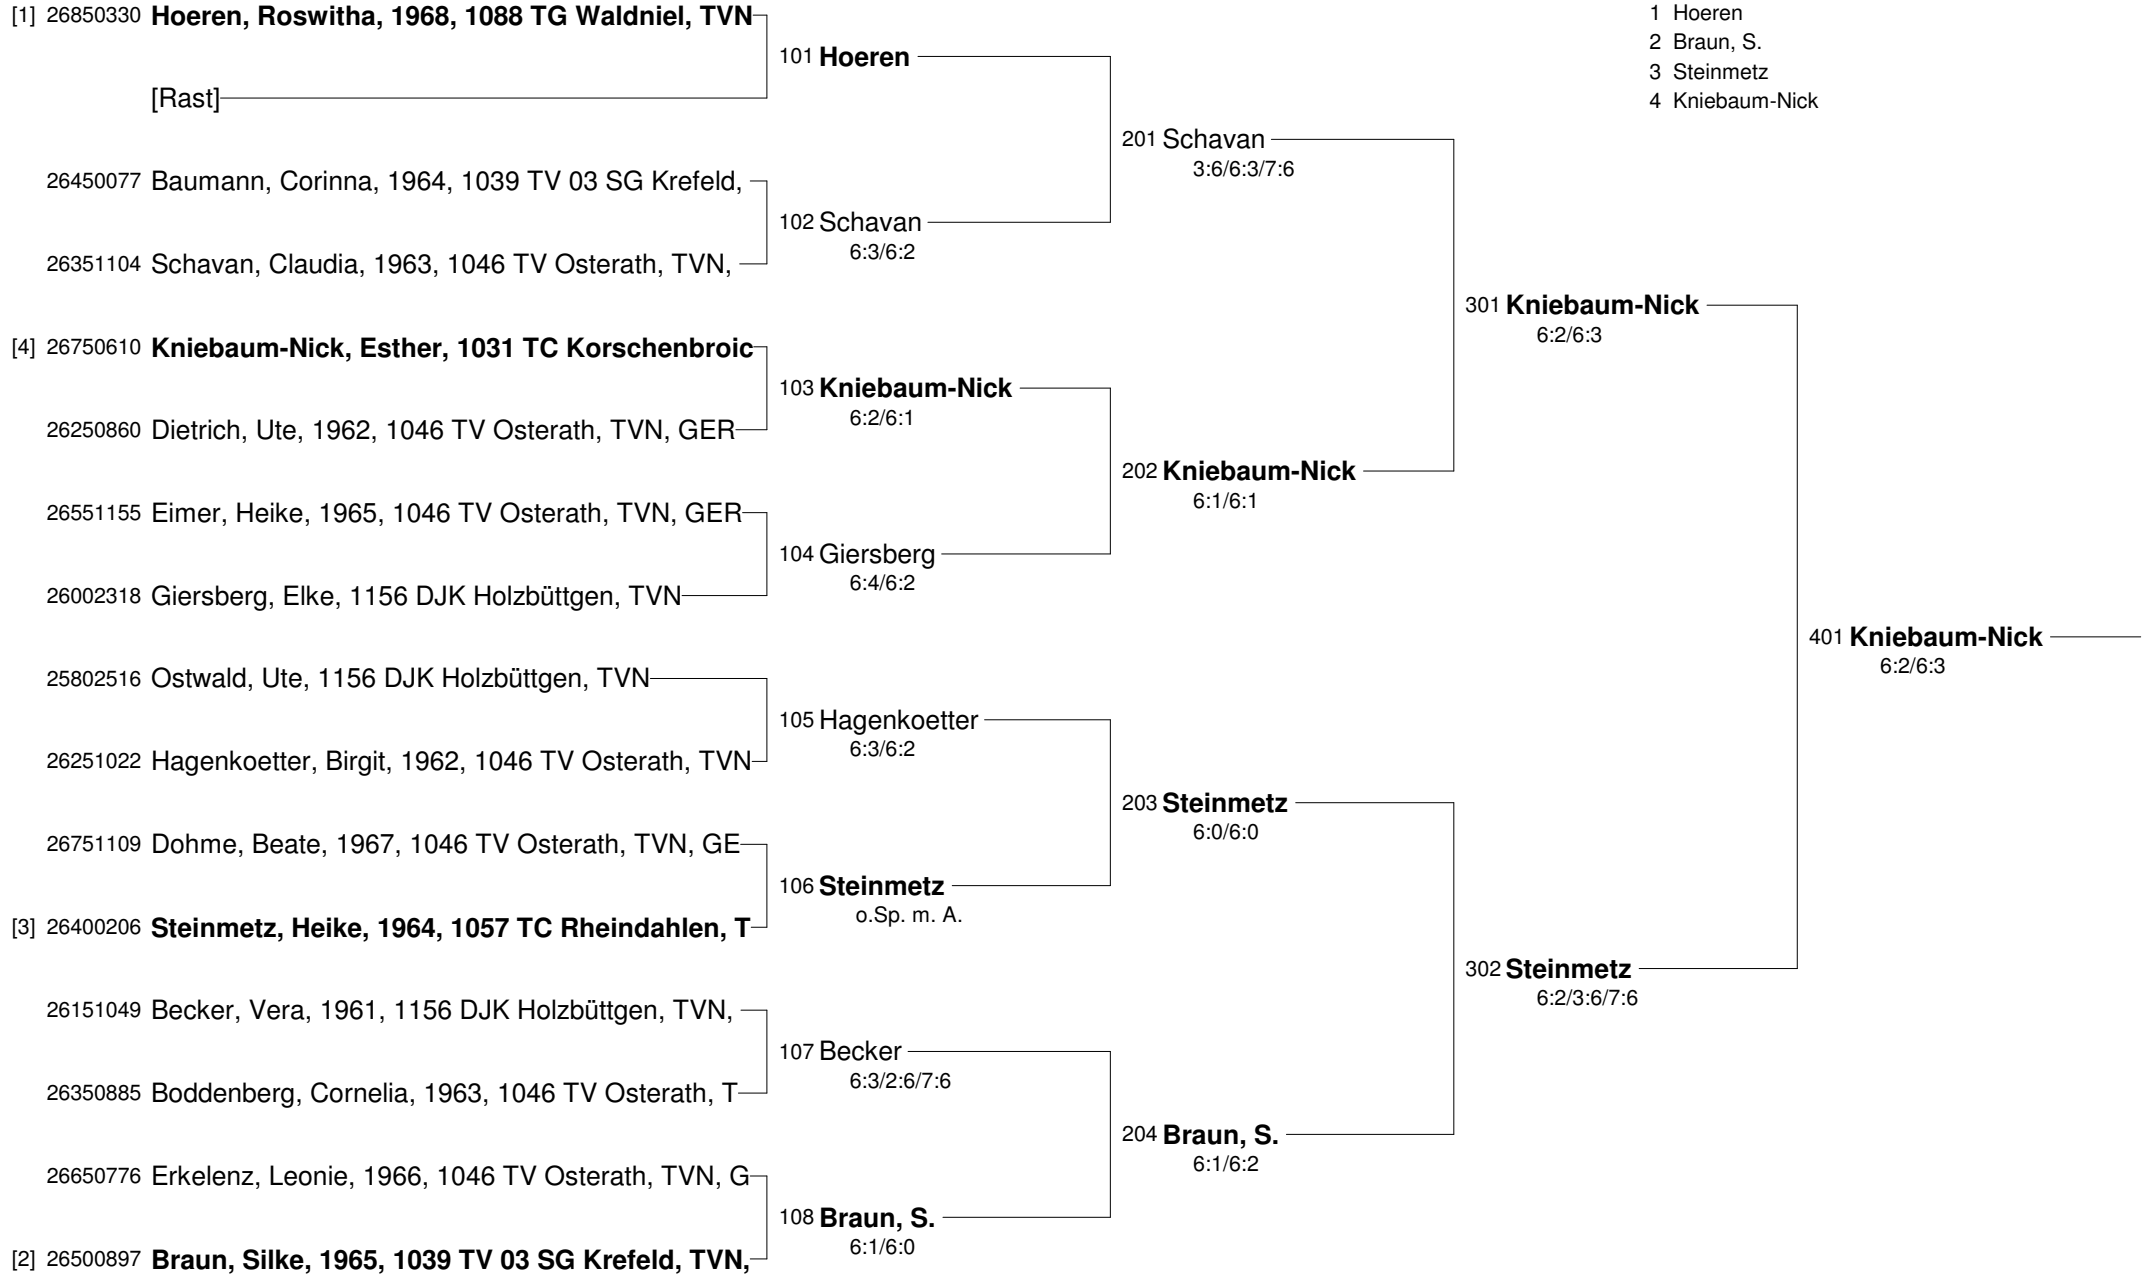 [1] 26850330 Hoeren, Roswitha, 1968, 1088 TG Waldniel, TVN
[Rast]
26450077 Baumann, Corinna, 1964, 1039 TV 03 SG Krefeld,
26351104 Schavan, Claudia, 1963, 1046 TV Osterath, TVN,
[4] 26750610 Kniebaum-Nick, Esther, 1031 TC Korschenbroic
26250860 Dietrich, Ute, 1962, 1046 TV Osterath, TVN, GER
26551155 Eimer, Heike, 1965, 1046 TV Osterath, TVN, GER
26002318 Giersberg, Elke, 1156 DJK Holzbüttgen, TVN
25802516 Ostwald, Ute, 1156 DJK Holzbüttgen, TVN
26251022 Hagenkoetter, Birgit, 1962, 1046 TV Osterath, TVN
26751109 Dohme, Beate, 1967, 1046 TV Osterath, TVN, GE
[3] 26400206 Steinmetz, Heike, 1964, 1057 TC Rheindahlen, T
26151049 Becker, Vera, 1961, 1156 DJK Holzbüttgen, TVN,
26350885 Boddenberg, Cornelia, 1963, 1046 TV Osterath, T
26650776 Erkelenz, Leonie, 1966, 1046 TV Osterath, TVN, G
[2] 26500897 Braun, Silke, 1965, 1039 TV 03 SG Krefeld, TVN,
101 Hoeren
102 Schavan
6:3/6:2
103 Kniebaum-Nick
6:2/6:1
104 Giersberg
6:4/6:2
105 Hagenkoetter
6:3/6:2
106 Steinmetz
o.Sp. m. A.
107 Becker
6:3/2:6/7:6
108 Braun, S.
6:1/6:0
201 Schavan
3:6/6:3/7:6
202 Kniebaum-Nick
6:1/6:1
203 Steinmetz
6:0/6:0
204 Braun, S.
6:1/6:2
301 Kniebaum-Nick
6:2/6:3
302 Steinmetz
6:2/3:6/7:6
401 Kniebaum-Nick
6:2/6:3
1 Hoeren
2 Braun, S.
3 Steinmetz
4 Kniebaum-Nick